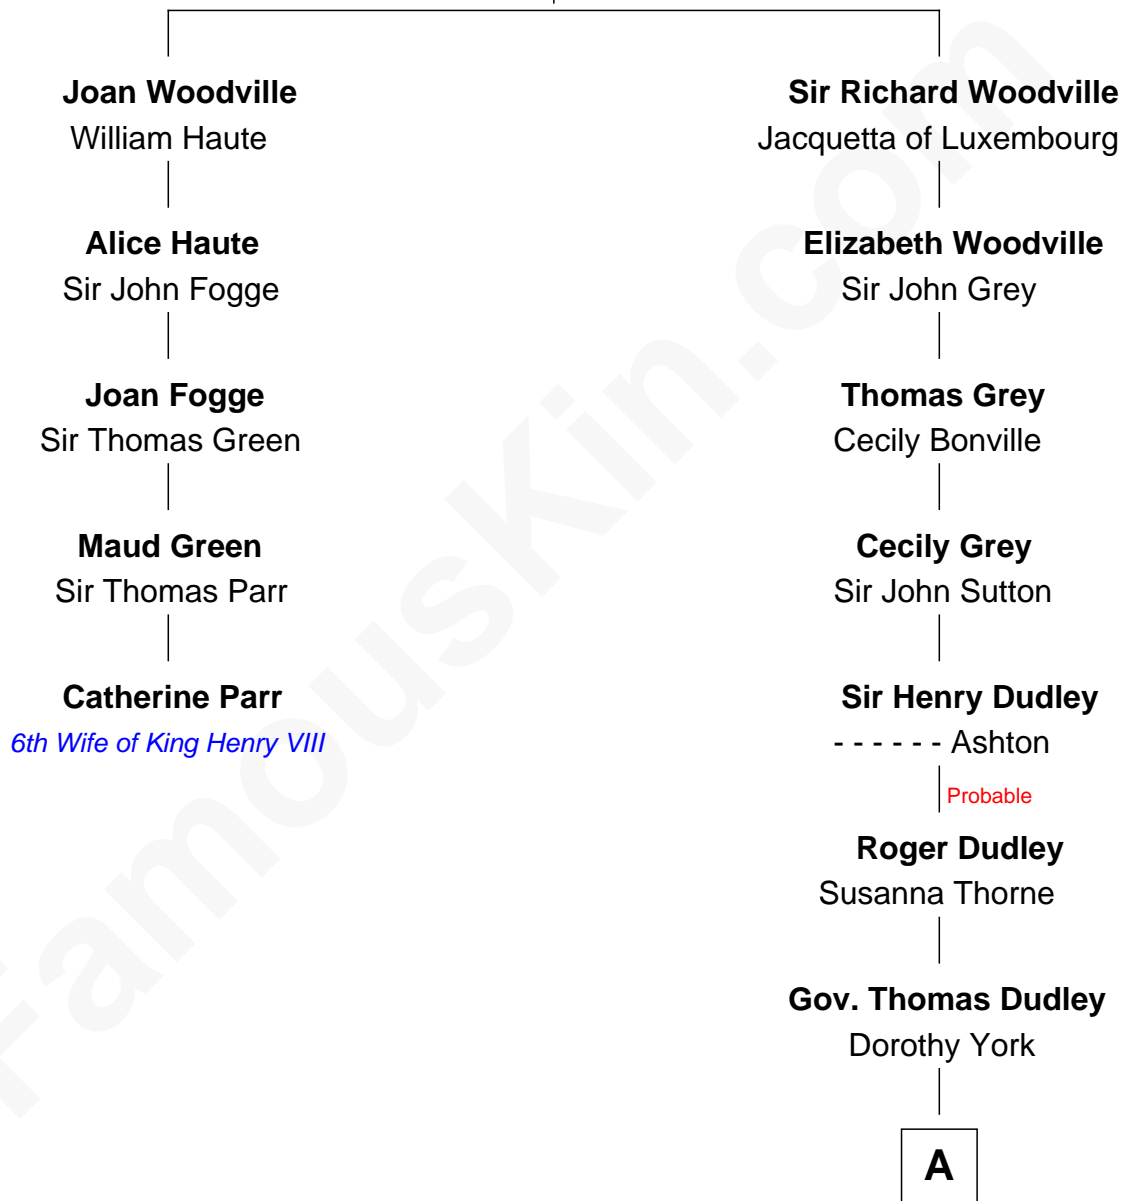 Joan Woodville
William Haute
Alice Haute
Sir John Fogge
Joan Fogge
Sir Thomas Green
Maud Green
Sir Thomas Parr
Catherine Parr
6th Wife of King Henry VIII
Sir Richard Woodville
Jacquetta of Luxembourg
Elizabeth Woodville
Sir John Grey
Thomas Grey
Cecily Bonville
Cecily Grey
Sir John Sutton
Sir Henry Dudley
- - - - - - Ashton
Probable
Roger Dudley
Susanna Thorne
Gov. Thomas Dudley
Dorothy York
A
FamousKin.com